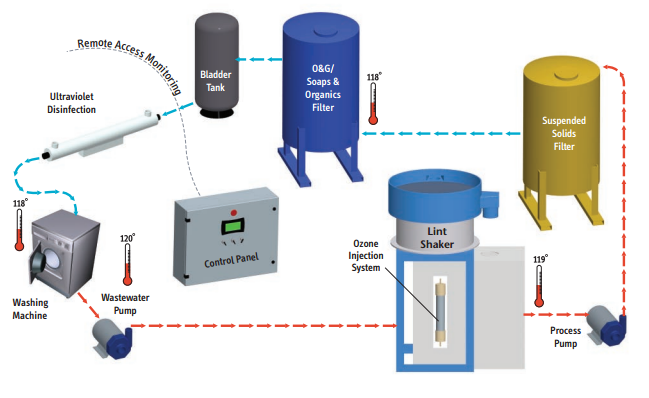 Remote Access Monitoring
Bladder
Tank
O&G/
Soaps &
Organics
Filter
118°
Suspended
Solids
Filter
Ultraviolet
Disinfection
118°
Washing
Machine
120°
Wastewater
Pump
Control Panel
Lint
Shaker
Ozone
Injection
System
119°
Process
Pump